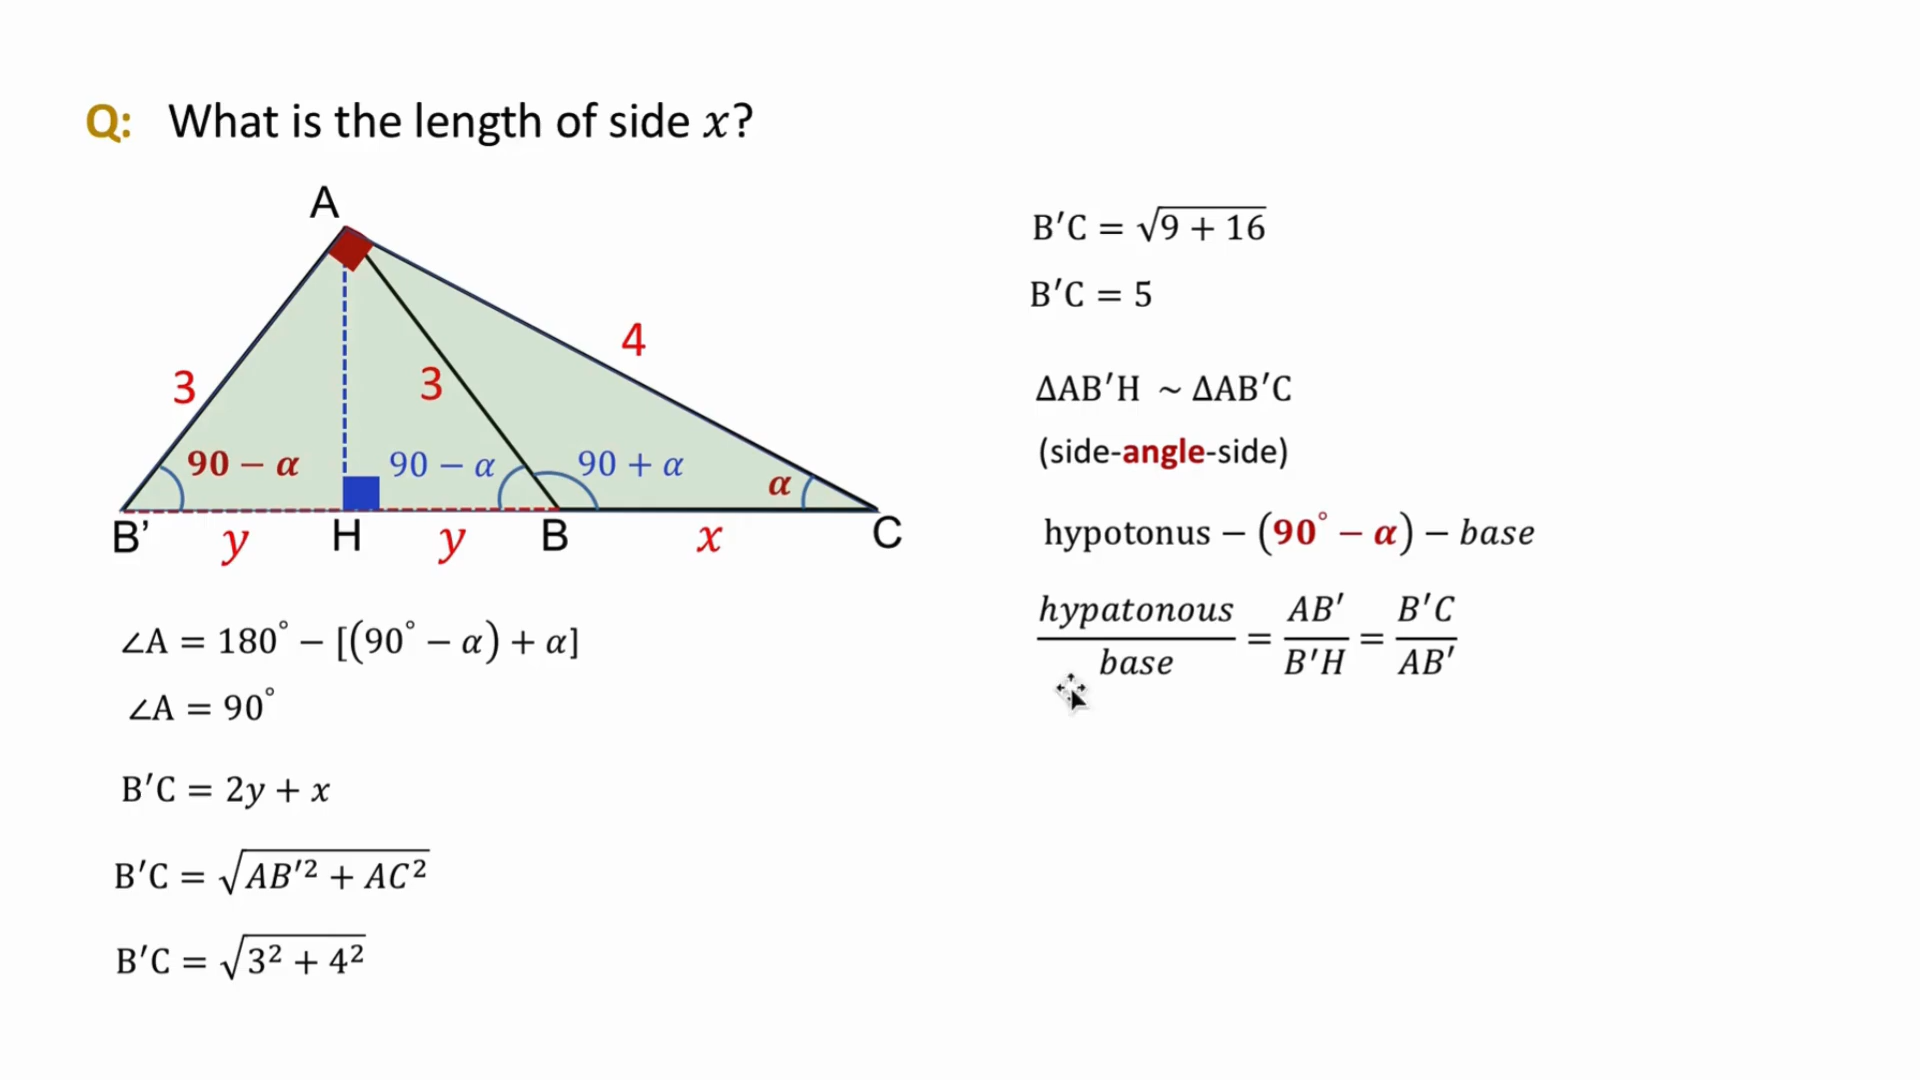 Q: What is the length of side x?
A
3
3
4
90 − α
90 − α
90 + α
α
B’
y
H
y
B
x
C
∠A = 180° − [(90° − α) + α]
∠A = 90°
B′C = 2y + x
B′C = √(AB′² + AC²)
B′C = √(3² + 4²)
B′C = √(9 + 16)
B′C = 5
ΔAB′H ~ ΔAB′C
(side-angle-side)
hypotonus − (90° − α) − base
hypatonous/base = AB′/B′H = B′C/AB′